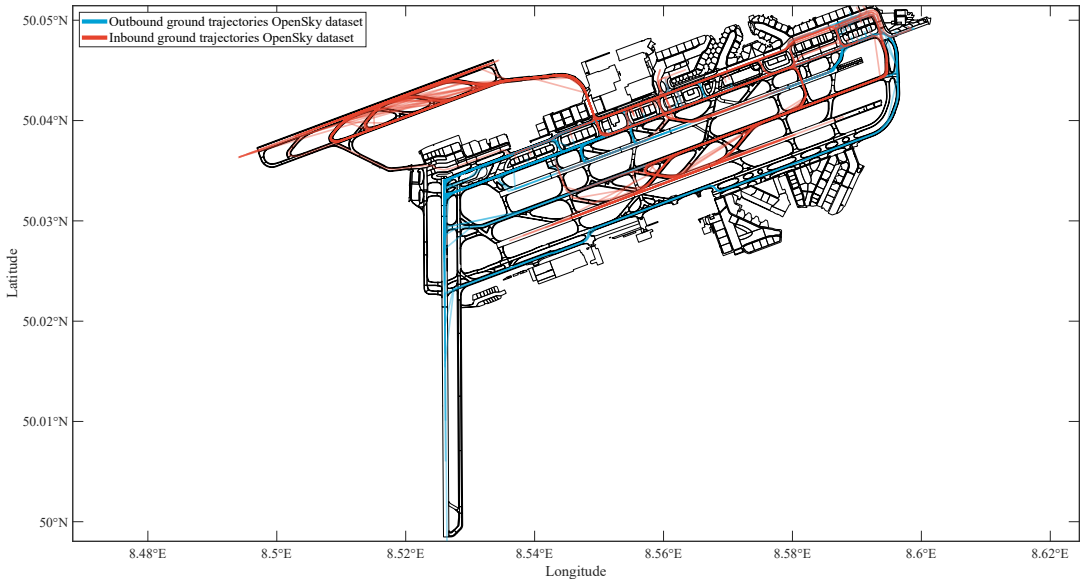 Outbound ground trajectories OpenSky dataset
Inbound ground trajectories OpenSky dataset
50.05°N
50.04°N
50.03°N
50.02°N
50.01°N
50°N
Latitude
8.48°E
8.5°E
8.52°E
8.54°E
8.56°E
8.58°E
8.6°E
8.62°E
Longitude